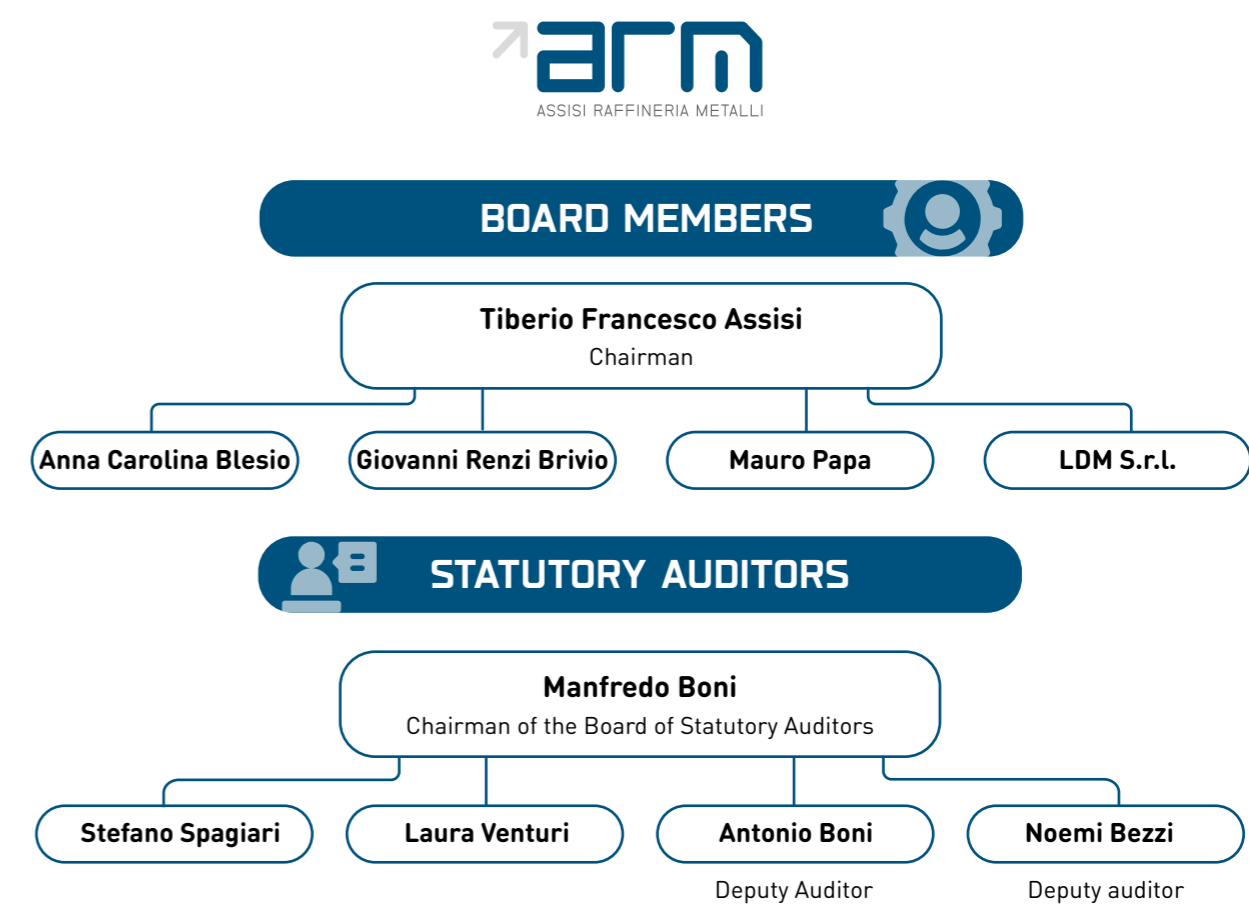 arm
ASSISI RAFFINERIA METALLI
BOARD MEMBERS
Tiberio Francesco Assisi
Chairman
Anna Carolina Blesio
Giovanni Renzi Brivio
Mauro Papa
LDM S.r.l.
STATUTORY AUDITORS
Manfredo Boni
Chairman of the Board of Statutory Auditors
Stefano Spagiari
Laura Venturi
Antonio Boni
Noemi Bezzi
Deputy Auditor
Deputy auditor